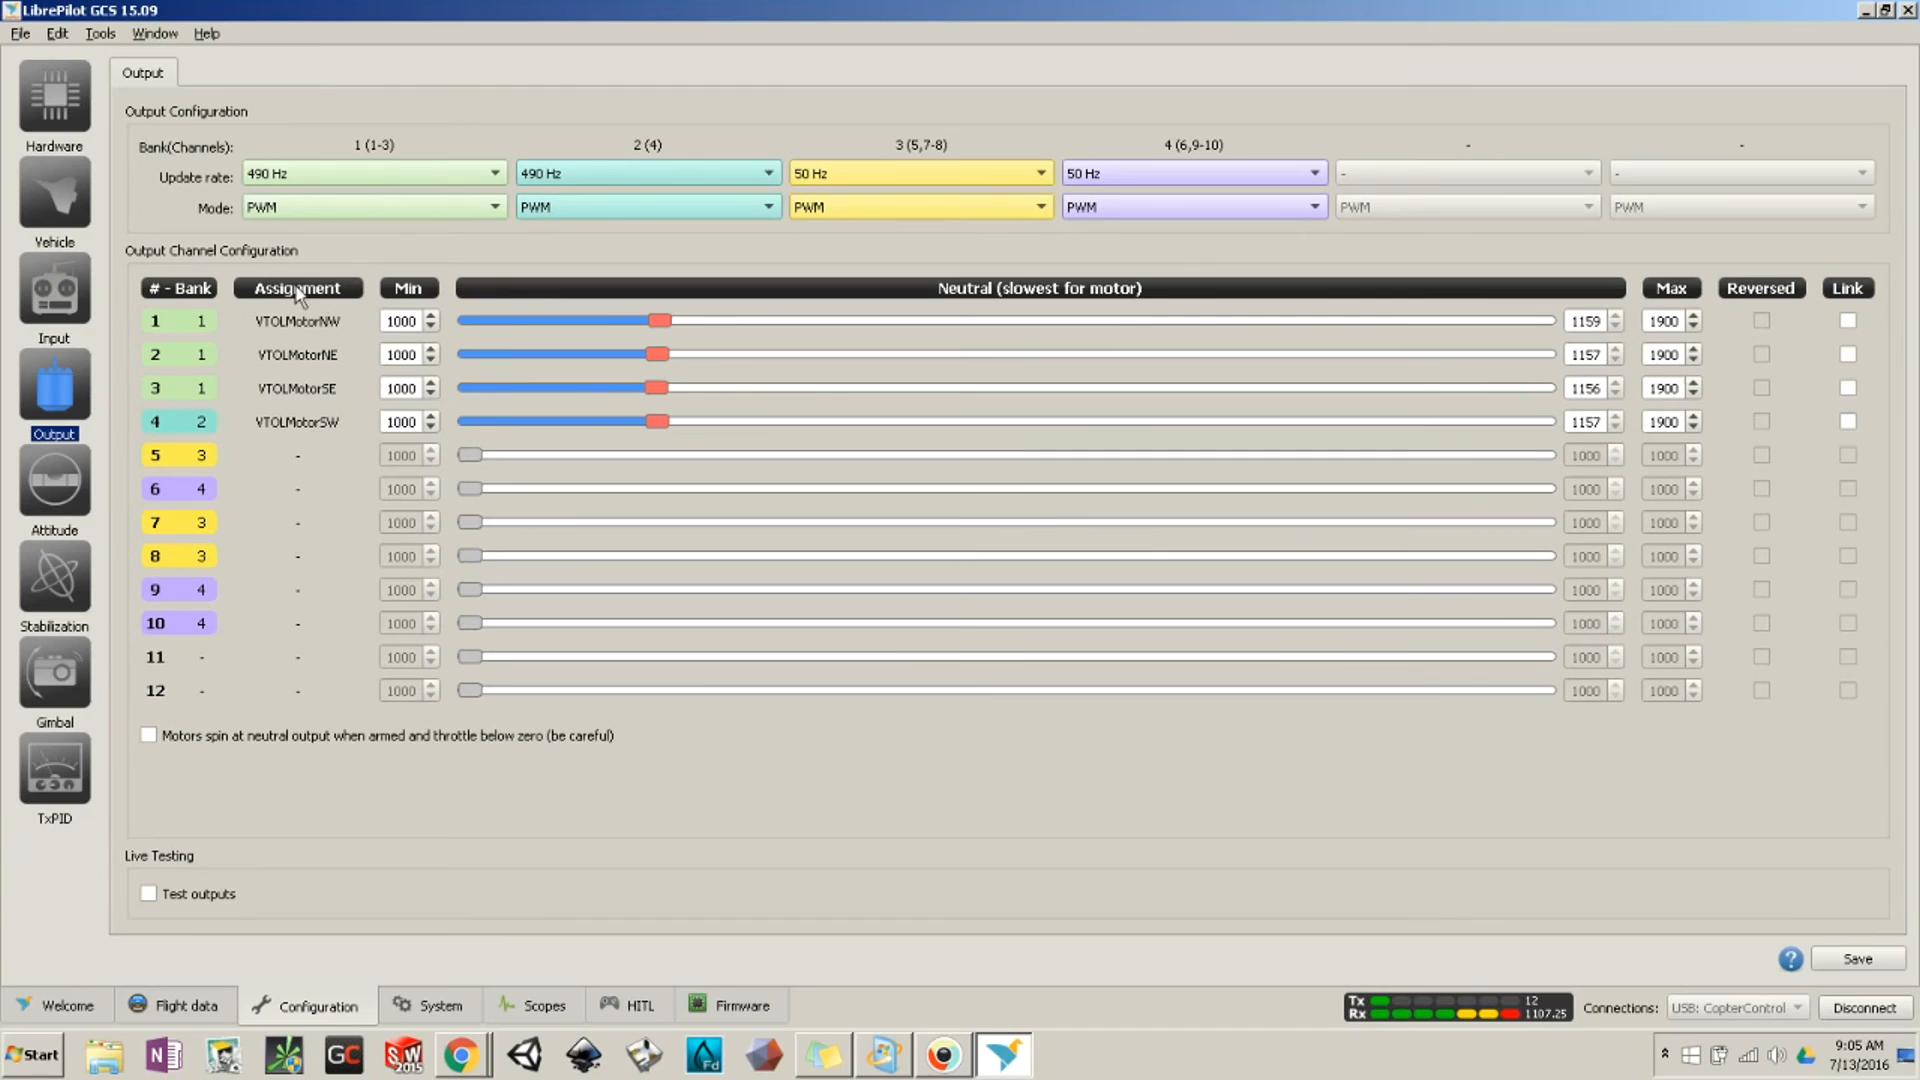 LibrePilot GCS 15.09
File Edit Tools Window Help
Output
Output Configuration
Bank(Channels): 1 (1-3) 2 (4) 3 (5,7-8) 4 (6,9-10) - -
Update rate: 490 Hz 490 Hz 50 Hz 50 Hz - -
Mode: PWM PWM PWM PWM PWM PWM
Output Channel Configuration
# - Bank Assignment Min Neutral (slowest for motor) Max Reversed Link
1 1 VTOLMotorNW 1000 1159 1900
2 1 VTOLMotorNE 1000 1157 1900
3 1 VTOLMotorSE 1000 1156 1900
4 2 VTOLMotorSW 1000 1157 1900
5 3 - 1000 1000 1000
6 4 - 1000 1000 1000
7 3 - 1000 1000 1000
8 3 - 1000 1000 1000
9 4 - 1000 1000 1000
10 4 - 1000 1000 1000
11 - - 1000 1000 1000
12 - - 1000 1000 1000
Motors spin at neutral output when armed and throttle below zero (be careful)
Live Testing
Test outputs
Hardware
Vehicle
Input
Output
Attitude
Stabilization
Gimbal
TxPID
Save
Welcome Flight data Configuration System Scopes HITL Firmware
Tx 12
Rx 1107.25
Connections: USB: CopterControl Disconnect
Start
N
GC
SW
2015
Fd
9:05 AM
7/13/2016